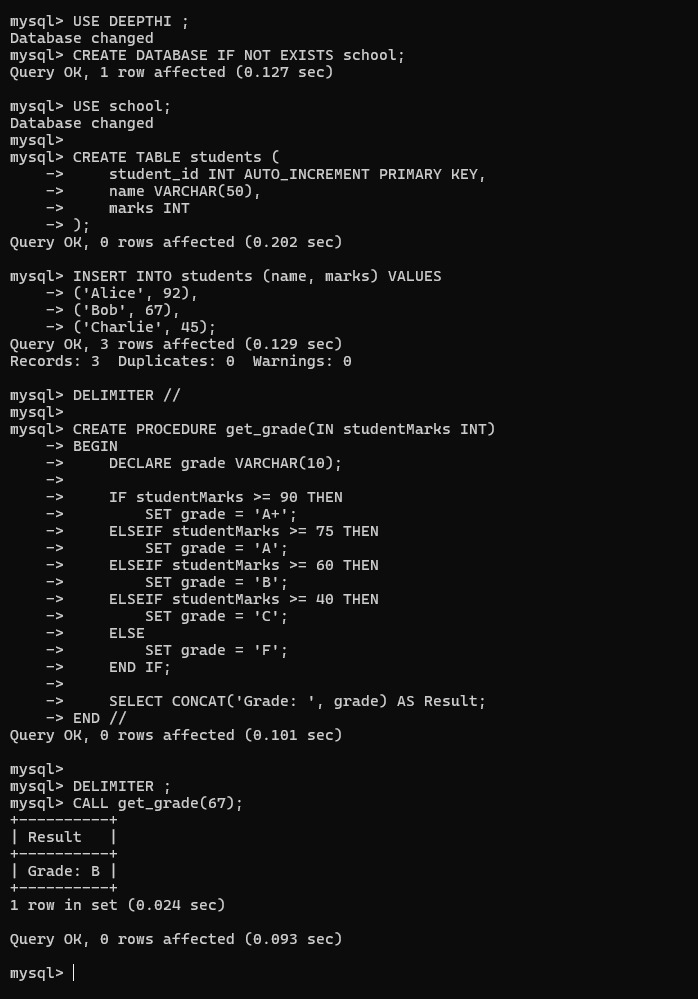 mysql> USE DEEPTHI ;
Database changed
mysql> CREATE DATABASE IF NOT EXISTS school;
Query OK, 1 row affected (0.127 sec)

mysql> USE school;
Database changed
mysql>
mysql> CREATE TABLE students (
    ->     student_id INT AUTO_INCREMENT PRIMARY KEY,
    ->     name VARCHAR(50),
    ->     marks INT
    -> );
Query OK, 0 rows affected (0.202 sec)

mysql> INSERT INTO students (name, marks) VALUES
    -> ('Alice', 92),
    -> ('Bob', 67),
    -> ('Charlie', 45);
Query OK, 3 rows affected (0.129 sec)
Records: 3  Duplicates: 0  Warnings: 0

mysql> DELIMITER //
mysql>
mysql> CREATE PROCEDURE get_grade(IN studentMarks INT)
    -> BEGIN
    ->     DECLARE grade VARCHAR(10);
    ->
    ->     IF studentMarks >= 90 THEN
    ->         SET grade = 'A+';
    ->     ELSEIF studentMarks >= 75 THEN
    ->         SET grade = 'A';
    ->     ELSEIF studentMarks >= 60 THEN
    ->         SET grade = 'B';
    ->     ELSEIF studentMarks >= 40 THEN
    ->         SET grade = 'C';
    ->     ELSE
    ->         SET grade = 'F';
    ->     END IF;
    ->
    ->     SELECT CONCAT('Grade: ', grade) AS Result;
    -> END //
Query OK, 0 rows affected (0.101 sec)

mysql>
mysql> DELIMITER ;
mysql> CALL get_grade(67);
+----------+
| Result   |
+----------+
| Grade: B |
+----------+
1 row in set (0.024 sec)

Query OK, 0 rows affected (0.093 sec)

mysql>